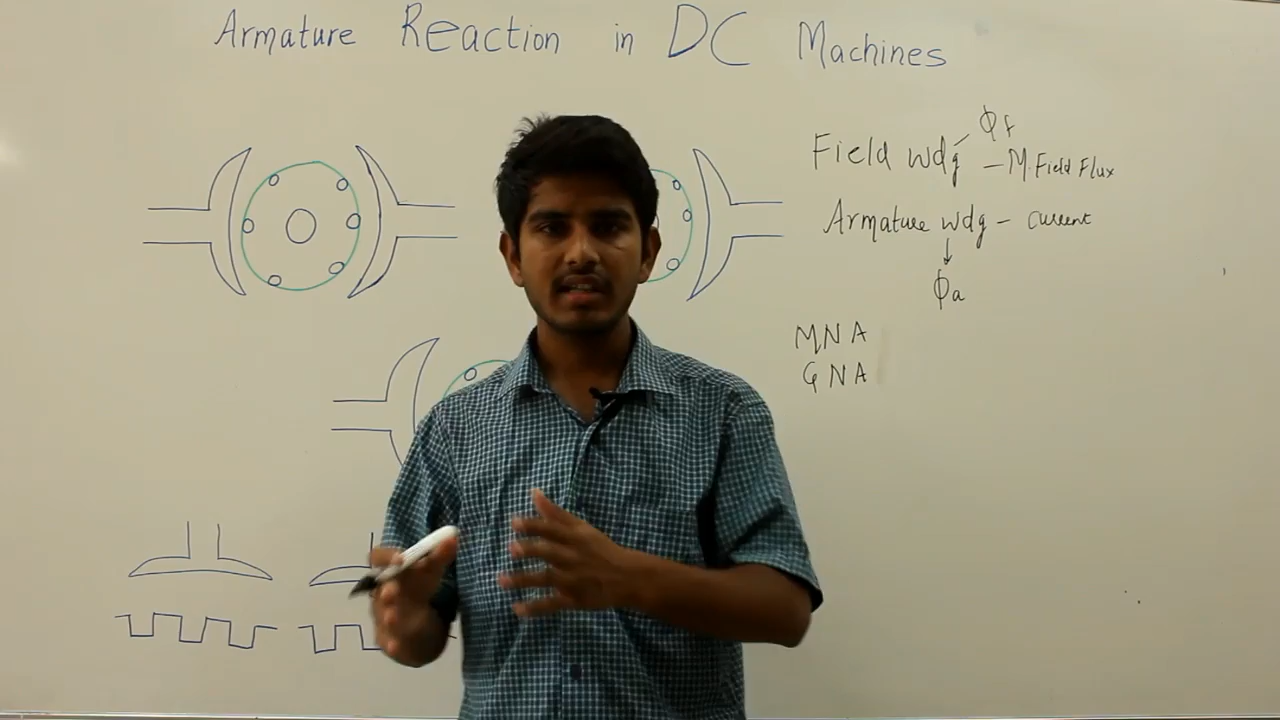 Armature Reaction in DC Machines
Φf
Field wdg – M. Field Flux
Armature wdg – current
Φa
MNA
GNA